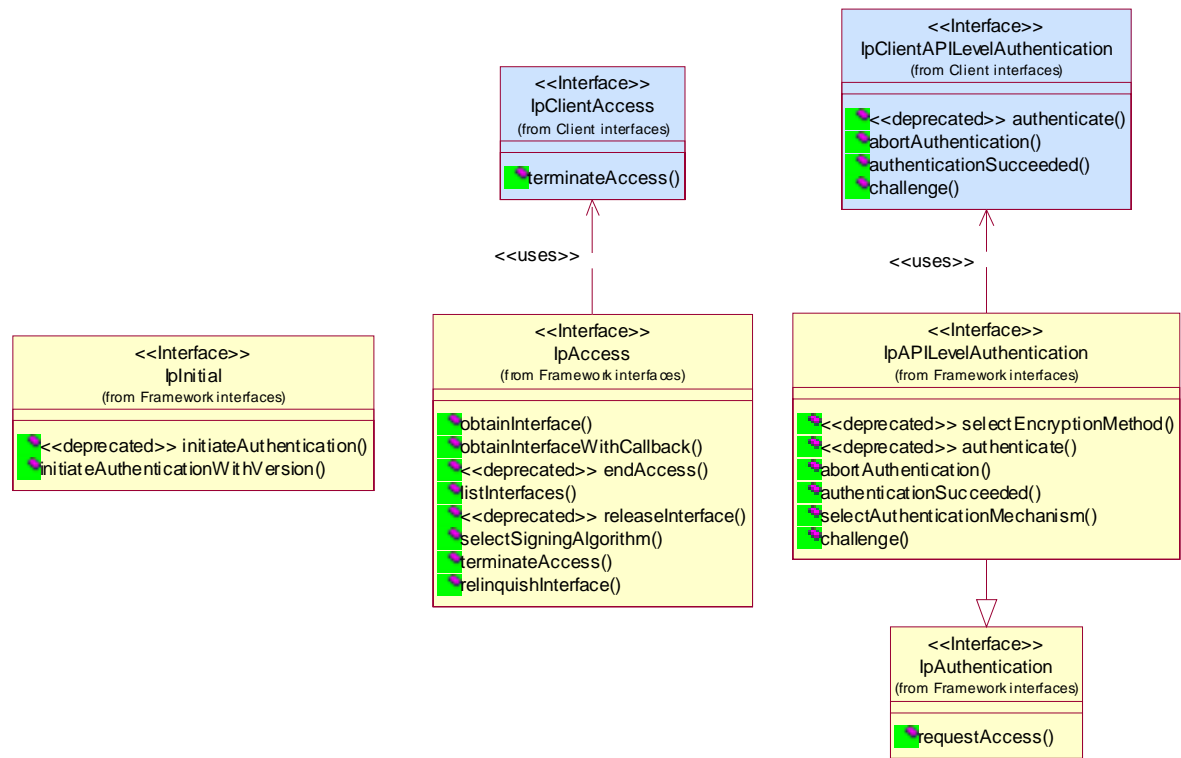 <<Interface>>
IpClientAPILevelAuthentication
(from Client interfaces)
<<deprecated>> authenticate()
abortAuthentication()
authenticationSucceeded()
challenge()
<<Interface>>
IpClientAccess
(from Client interfaces)
terminateAccess()
<<uses>>
<<uses>>
<<Interface>>
IpInitial
(from Framework interfaces)
<<deprecated>> initiateAuthentication()
initiateAuthenticationWithVersion()
<<Interface>>
IpAccess
(from Framework interfaces)
obtainInterface()
obtainInterfaceWithCallback()
<<deprecated>> endAccess()
listInterfaces()
<<deprecated>> releaseInterface()
selectSigningAlgorithm()
terminateAccess()
relinquishInterface()
<<Interface>>
IpAPILevelAuthentication
(from Framework interfaces)
<<deprecated>> selectEncryptionMethod()
<<deprecated>> authenticate()
abortAuthentication()
authenticationSucceeded()
selectAuthenticationMechanism()
challenge()
<<Interface>>
IpAuthentication
(from Framework interfaces)
requestAccess()